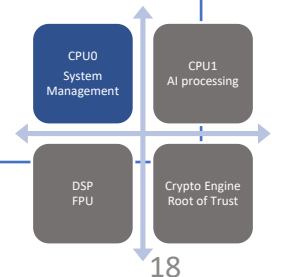 CPU0
System
Management
CPU1
AI processing
DSP
FPU
Crypto Engine
Root of Trust
18